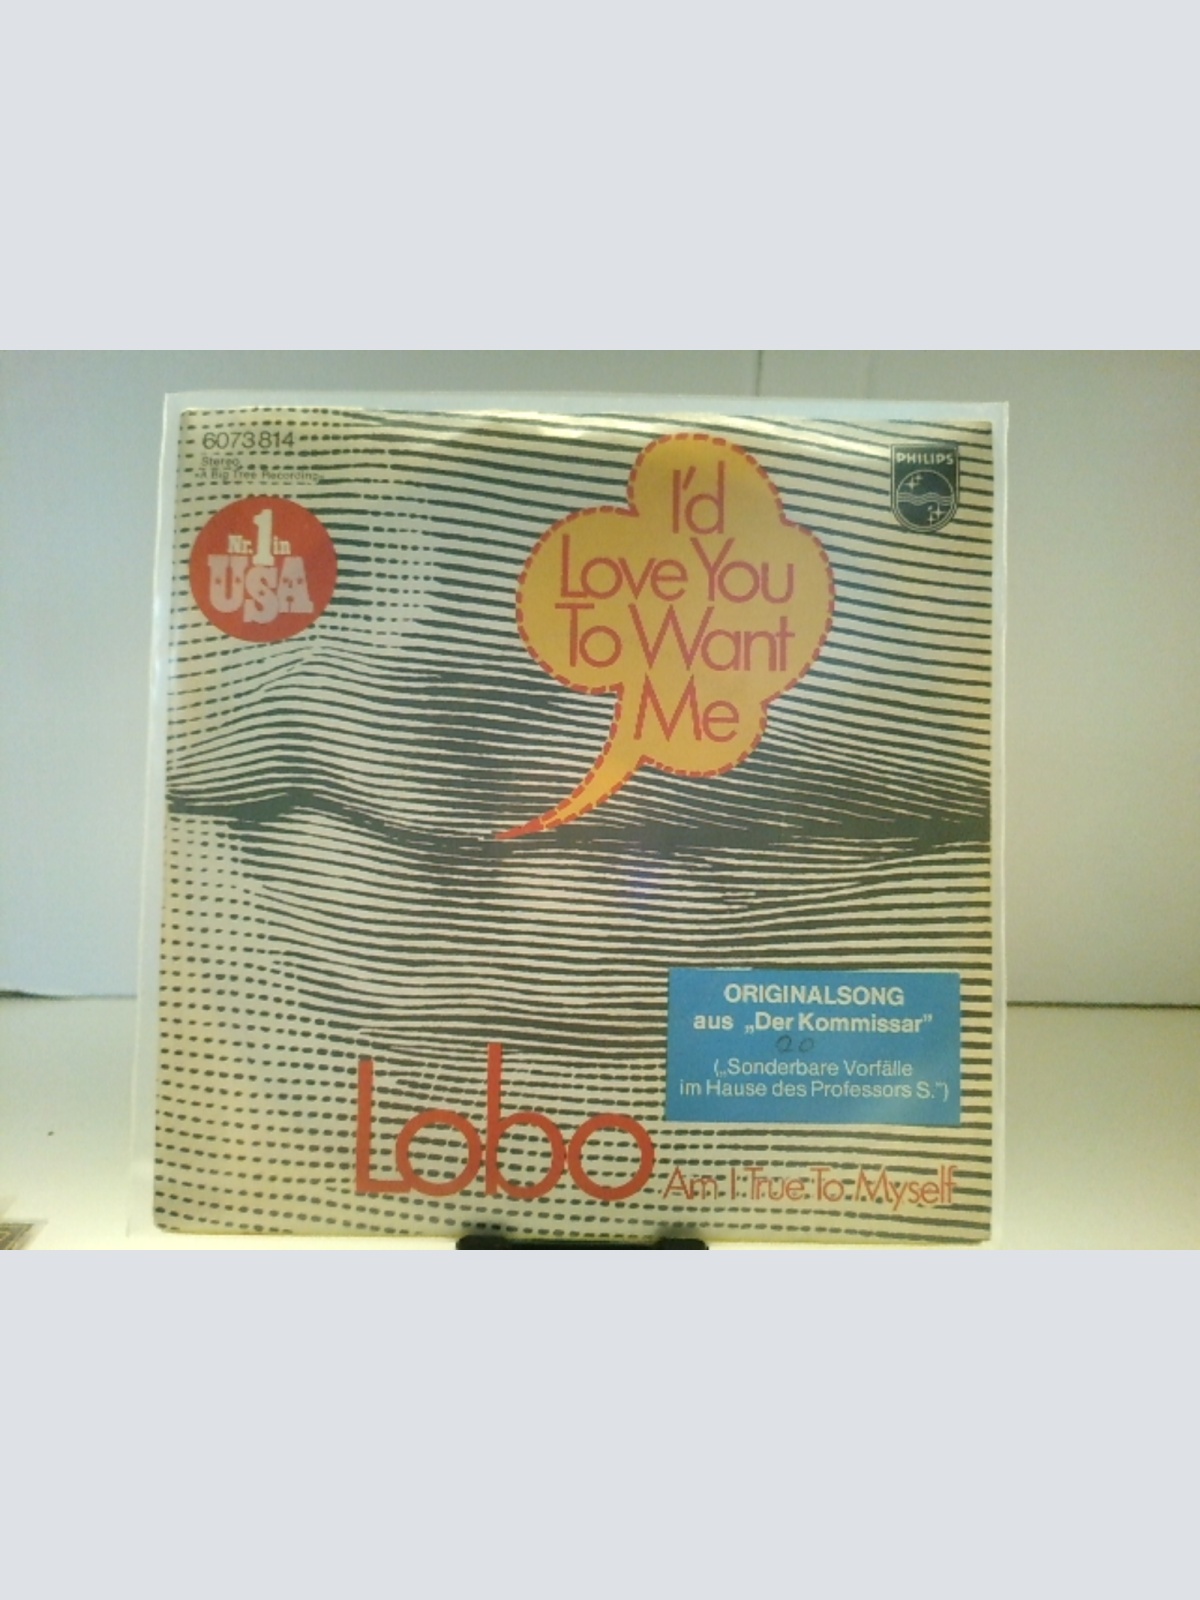 6073 814
Stereo
»A Big Tree Recording«
Nr. 1 in
USA
I'd
Love You
To Want
Me
PHILIPS
ORIGINALSONG
aus „Der Kommissar”
(„Sonderbare Vorfälle
im Hause des Professors S.”)
Lobo
Am I True To Myself